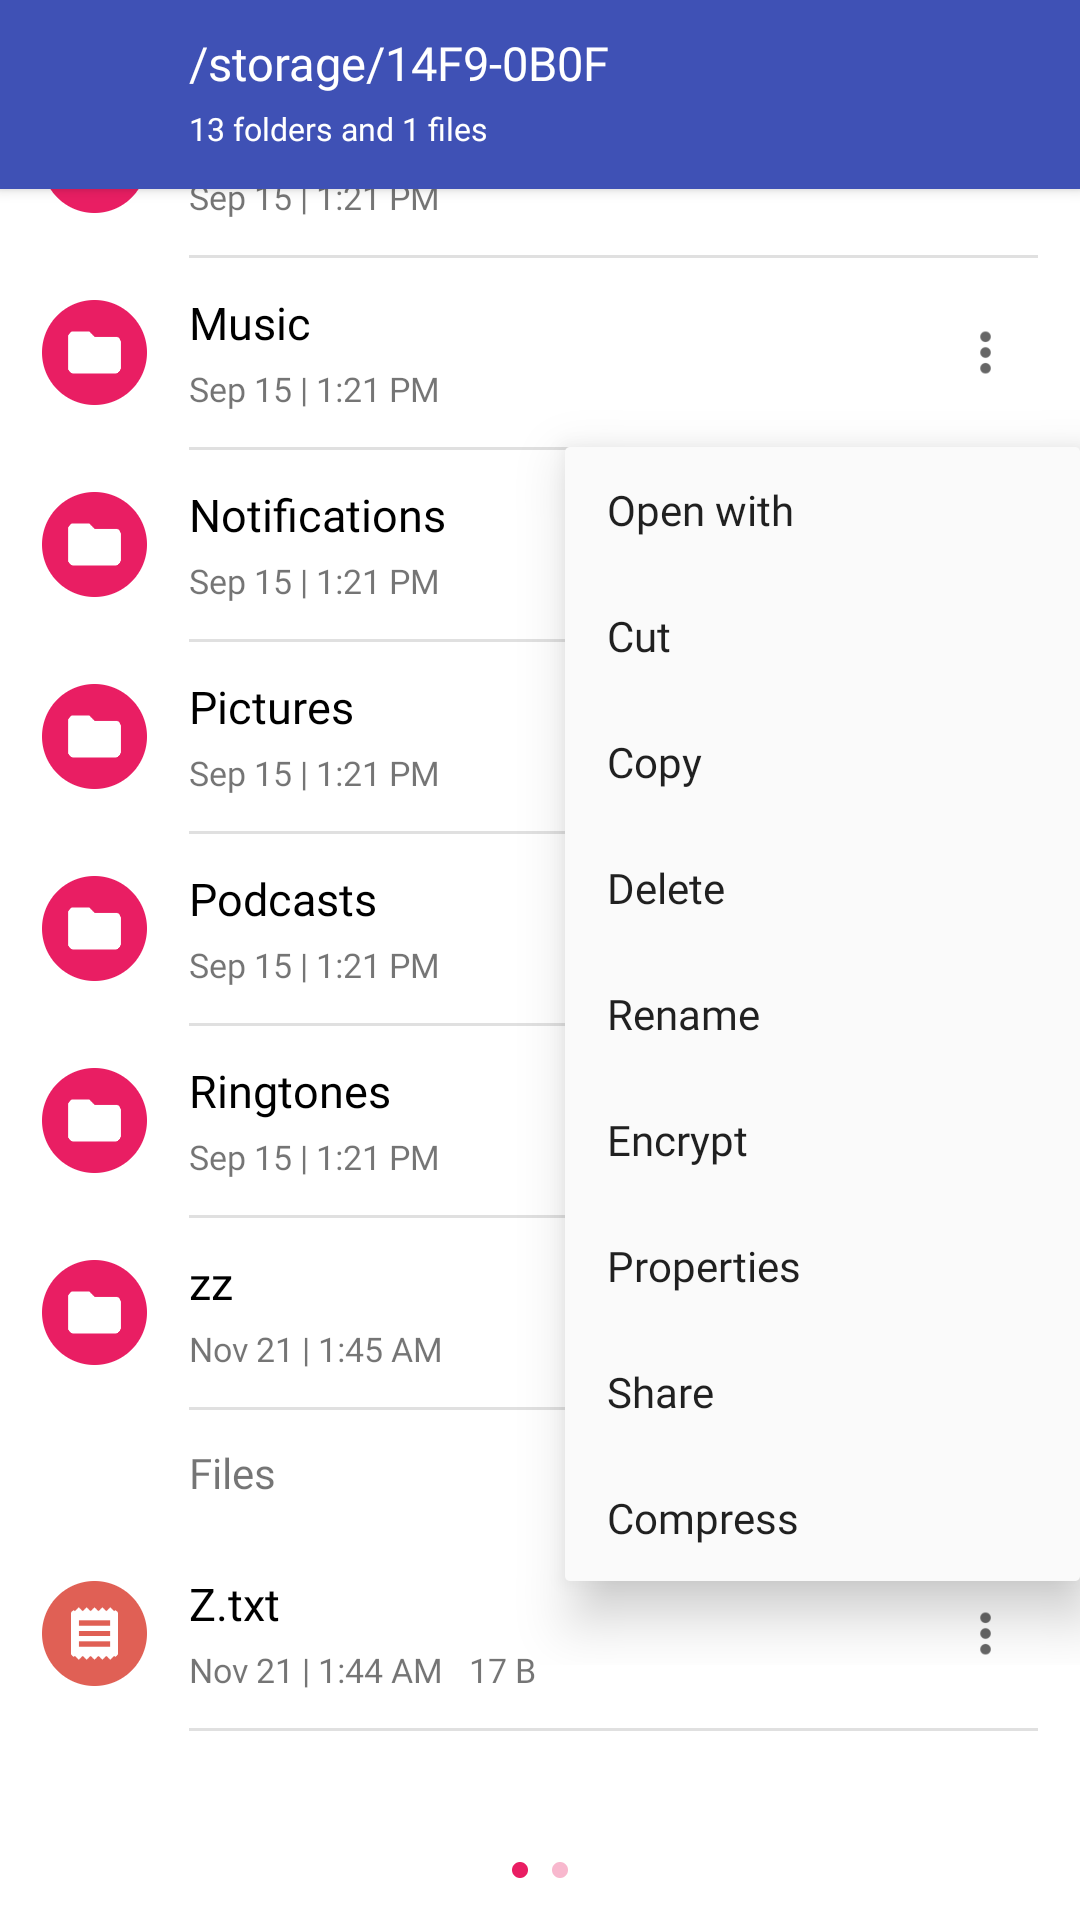 /storage/14F9-0B0F
13 folders and 1 files
Sep 15 | 1:21 PM
Music
Sep 15 | 1:21 PM
Notifications
Sep 15 | 1:21 PM
Pictures
Sep 15 | 1:21 PM
Podcasts
Sep 15 | 1:21 PM
Ringtones
Sep 15 | 1:21 PM
zz
Nov 21 | 1:45 AM
Files
Z.txt
Nov 21 | 1:44 AM 17 B
Open with
Cut
Copy
Delete
Rename
Encrypt
Properties
Share
Compress